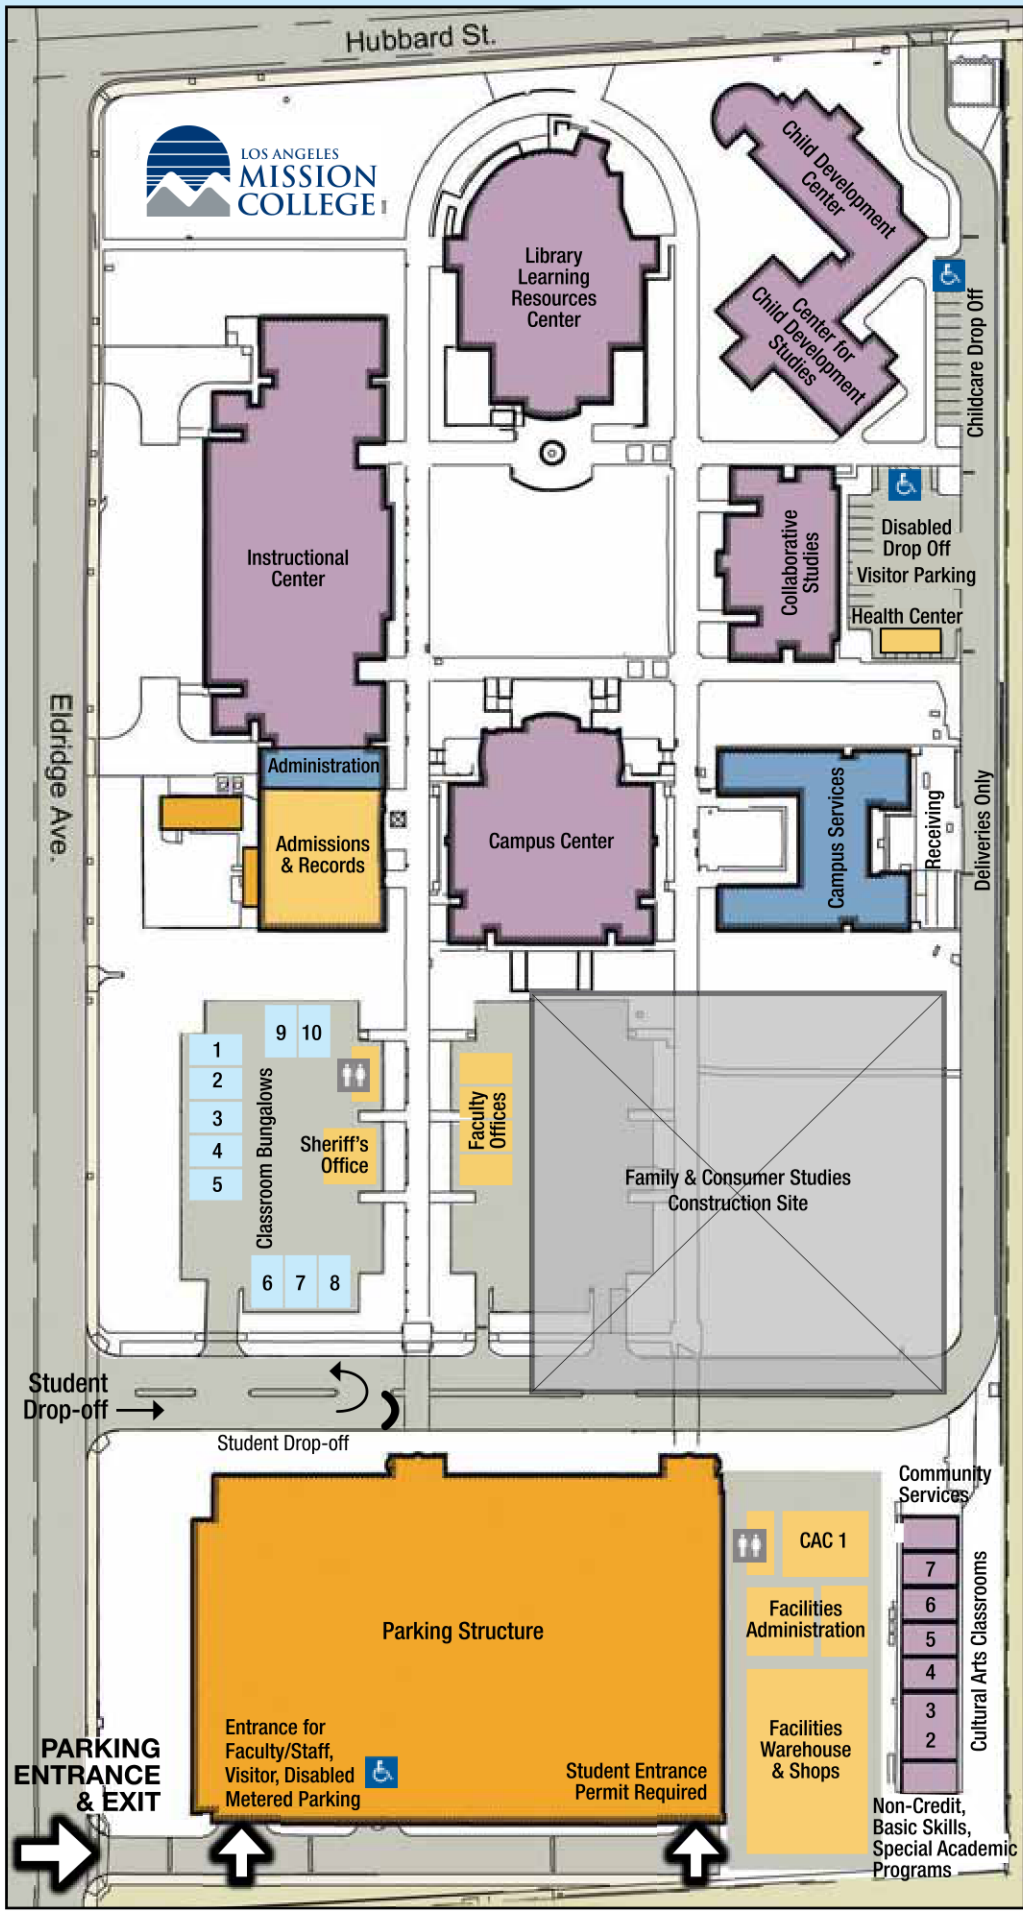 Hubbard St.
LOS ANGELES
MISSION
COLLEGE
Child Development
Center
Library
Learning
Resources
Center
Center for
Child Development
Studies
Childcare Drop Off
Instructional
Center
Collaborative
Studies
Disabled
Drop Off
Visitor Parking
Health Center
Eldridge Ave.
Administration
Admissions
& Records
Campus Center
Campus Services
Receiving
Deliveries Only
9 10
1
2
3
4
5
Classroom Bungalows
Sheriff's
Office
6 7 8
Faculty
Offices
Family & Consumer Studies
Construction Site
Student
Drop-off
Student Drop-off
Parking Structure
Entrance for
Faculty/Staff,
Visitor, Disabled
Metered Parking
Student Entrance
Permit Required
PARKING
ENTRANCE
& EXIT
CAC 1
Facilities
Administration
Facilities
Warehouse
& Shops
Community
Services
7
6
5
4
3
2
Cultural Arts Classrooms
Non-Credit,
Basic Skills,
Special Academic
Programs